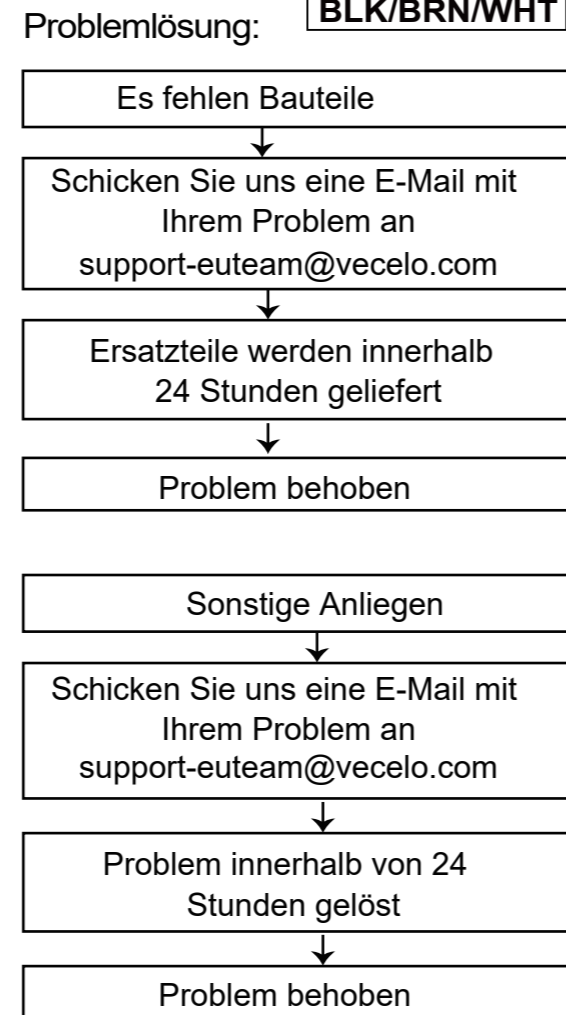 Problemlösung:
BLK/BRN/WHT
Es fehlen Bauteile
Schicken Sie uns eine E-Mail mit
Ihrem Problem an
support-euteam@vecelo.com
Ersatzteile werden innerhalb
24 Stunden geliefert
Problem behoben
Sonstige Anliegen
Schicken Sie uns eine E-Mail mit
Ihrem Problem an
support-euteam@vecelo.com
Problem innerhalb von 24
Stunden gelöst
Problem behoben